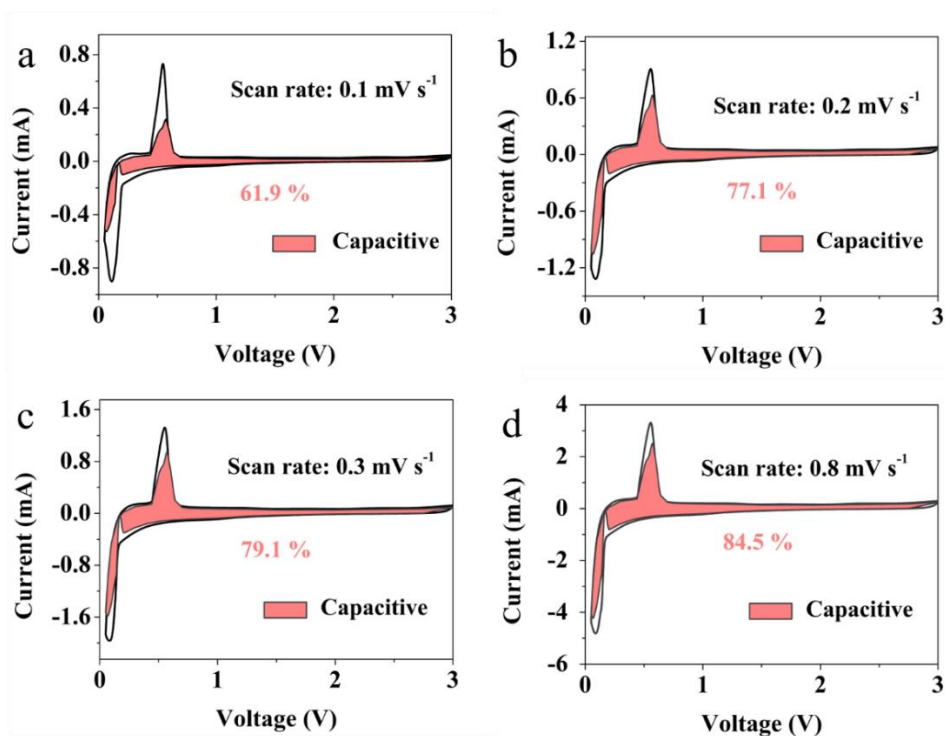 a
0.8
0.4
0.0
-0.4
-0.8
Current (mA)
Scan rate: 0.1 mV s⁻¹
61.9 %
Capacitive
0
1
2
3
Voltage (V)
b
1.2
0.6
0.0
-0.6
-1.2
Current (mA)
Scan rate: 0.2 mV s⁻¹
77.1 %
Capacitive
0
1
2
3
Voltage (V)
c
1.6
0.8
0.0
-0.8
-1.6
Current (mA)
Scan rate: 0.3 mV s⁻¹
79.1 %
Capacitive
0
1
2
3
Voltage (V)
d
4
2
0
-2
-4
-6
Current (mA)
Scan rate: 0.8 mV s⁻¹
84.5 %
Capacitive
0
1
2
3
Voltage (V)